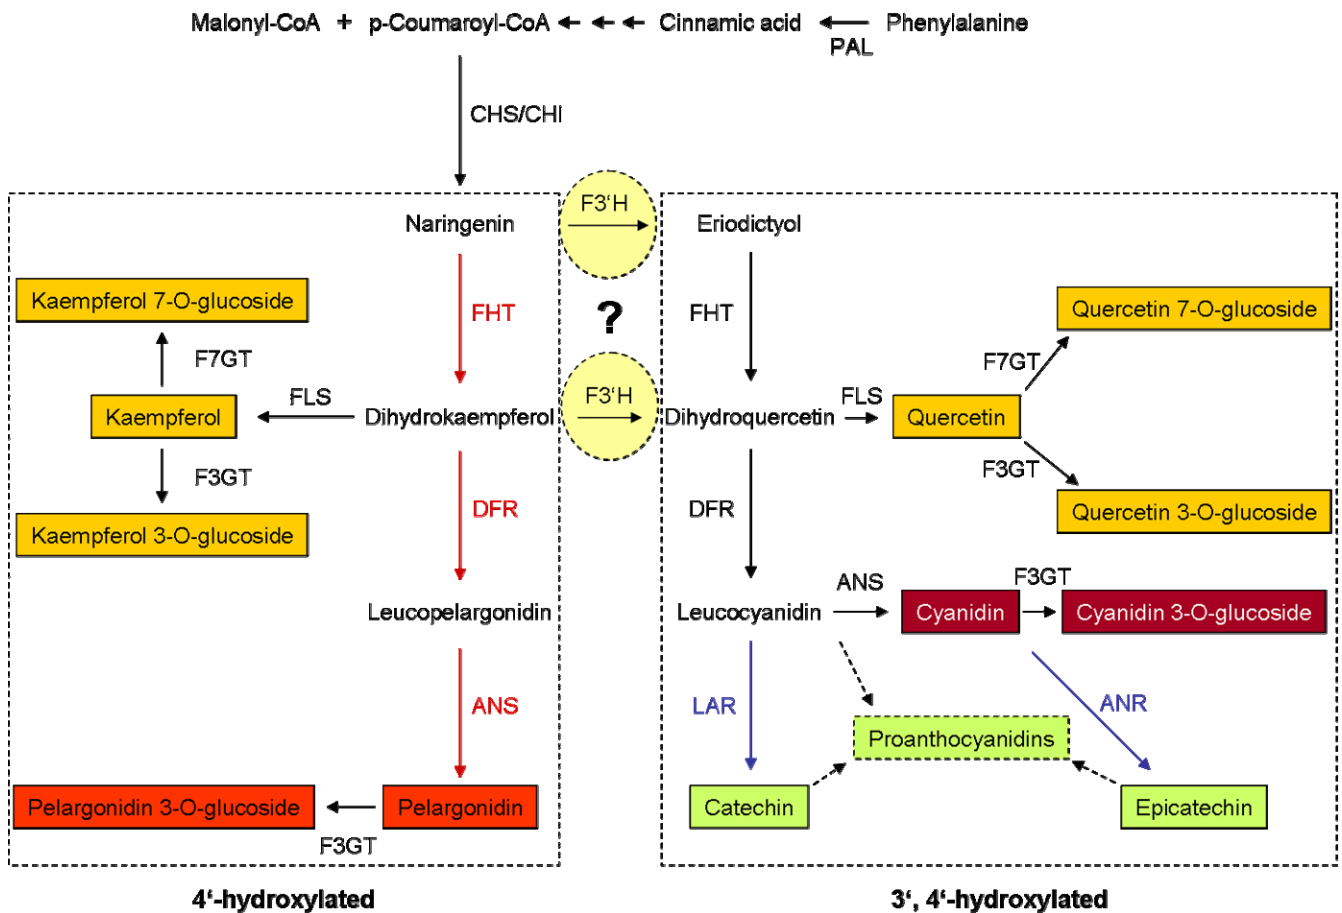 Malonyl-CoA + p-Coumaroyl-CoA Cinnamic acid Phenylalanine
PAL
CHS/CHI
F3‘H
Naringenin
Eriodictyol
Kaempferol 7-O-glucoside
FHT
?
FHT
Quercetin 7-O-glucoside
F7GT
F7GT
Kaempferol
FLS
Dihydrokaempferol
F3‘H
Dihydroquercetin
FLS
Quercetin
F3GT
F3GT
Kaempferol 3-O-glucoside
DFR
DFR
Quercetin 3-O-glucoside
Leucopelargonidin
Leucocyanidin
ANS
Cyanidin
F3GT
Cyanidin 3-O-glucoside
ANS
LAR
Proanthocyanidins
ANR
Pelargonidin 3-O-glucoside
F3GT
Pelargonidin
Catechin
Epicatechin
4‘-hydroxylated
3‘, 4‘-hydroxylated